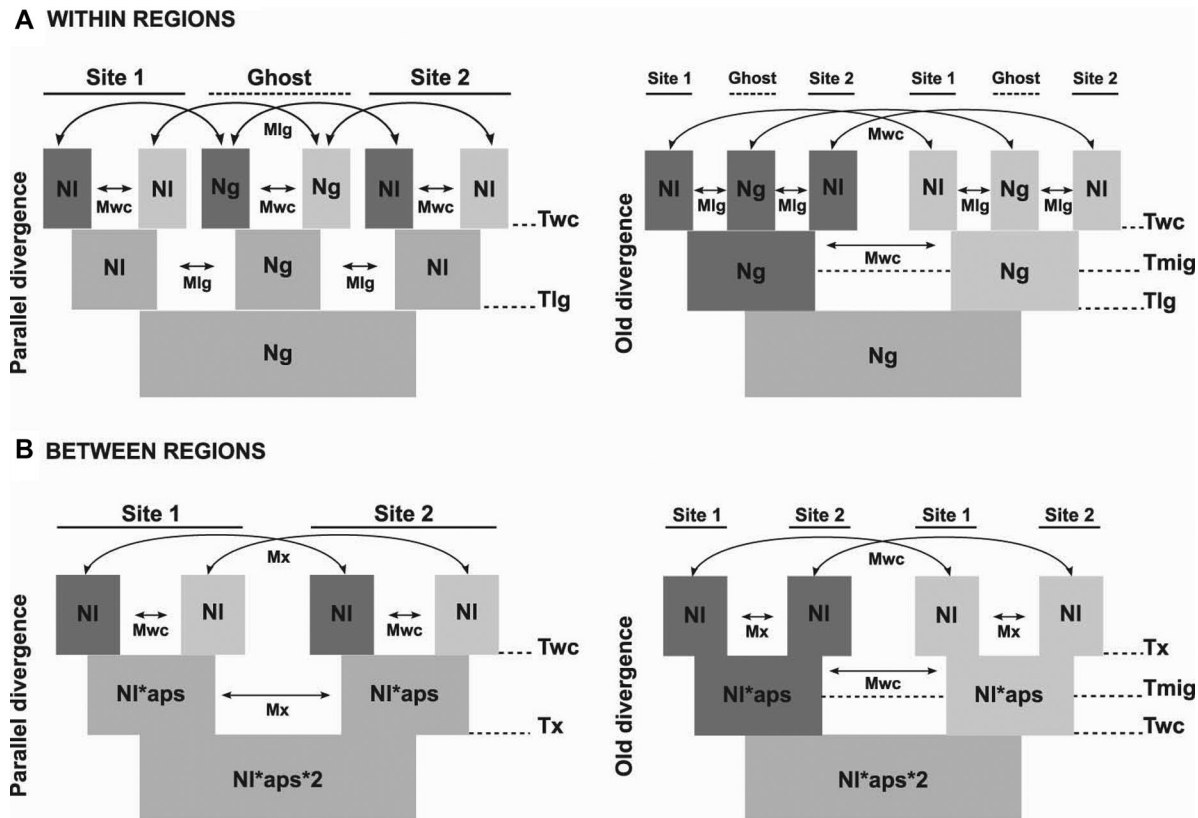 A WITHIN REGIONS
Site 1 Ghost Site 2
Mlg
Nl Nl Ng Ng Nl Nl
Mwc Mwc Mwc
Twc
Nl Ng Nl
Mlg Mlg
Tlg
Ng
Parallel divergence
Site 1 Ghost Site 2 Site 1 Ghost Site 2
Mwc
Nl Ng Nl Nl Ng Nl
Mlg Mlg Mlg Mlg
Twc
Ng Mwc Ng
Tmig
Tlg
Ng
Old divergence
B BETWEEN REGIONS
Site 1 Site 2
Mx
Nl Nl Nl Nl
Mwc Mwc
Twc
Nl*aps Nl*aps
Mx
Tx
Nl*aps*2
Parallel divergence
Site 1 Site 2 Site 1 Site 2
Mwc
Nl Nl Nl Nl
Mx Mx
Tx
Nl*aps Mwc Nl*aps
Tmig
Twc
Nl*aps*2
Old divergence